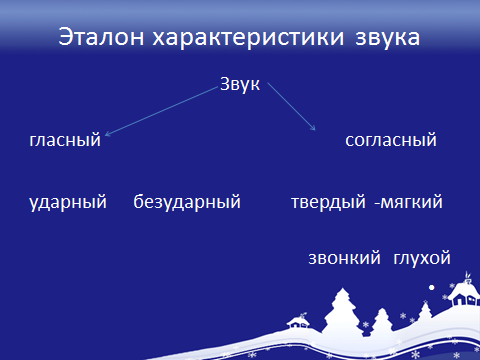 Эталон характеристики звука
Звук
гласный согласный
ударный безударный твердый -мягкий
звонкий глухой